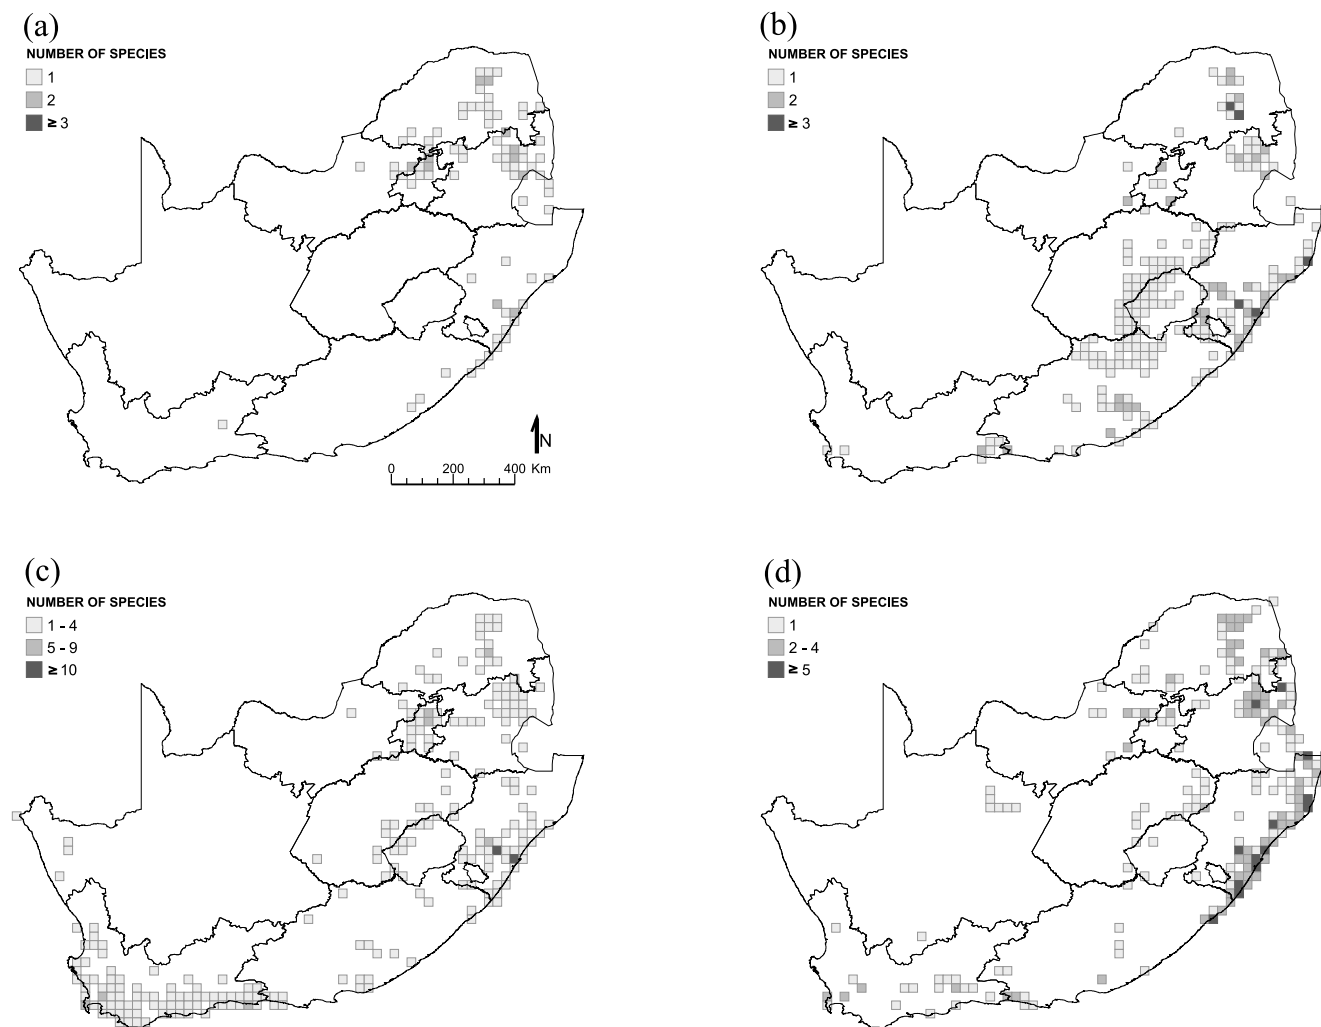 (a)
NUMBER OF SPECIES
1
2
≥ 3
N
0 200 400 Km
(b)
NUMBER OF SPECIES
1
2
≥ 3
(c)
NUMBER OF SPECIES
1 - 4
5 - 9
≥ 10
(d)
NUMBER OF SPECIES
1
2 - 4
≥ 5